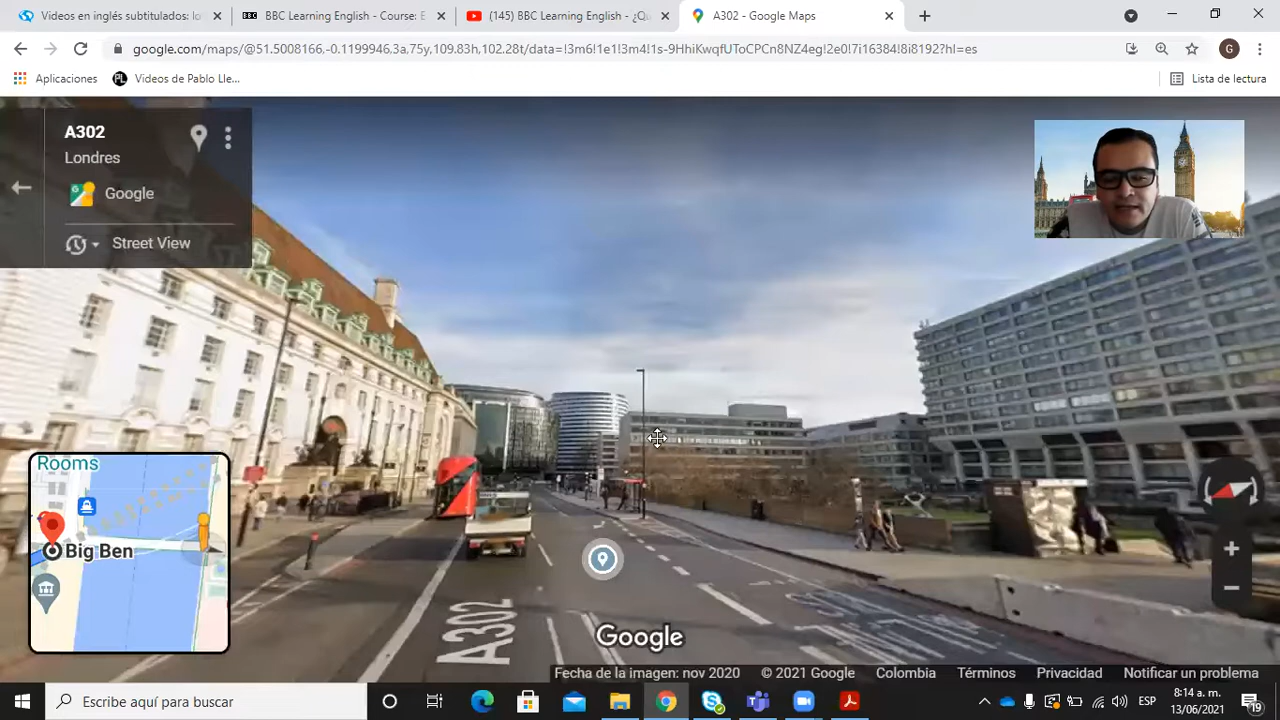 Videos en inglés subtitulados: lo
BBC Learning English - Course: E
(145) BBC Learning English - ¿Qu
A302 - Google Maps
google.com/maps/@51.5008166,-0.1199946,3a,75y,109.83h,102.28t/data=!3m6!1e1!3m4!1s-9HhiKwqfUToCPCn8NZ4eg!2e0!7i16384!8i8192?hl=es
G
Aplicaciones
Videos de Pablo Lle...
Lista de lectura
A302
Londres
Google
Street View
Rooms
Big Ben
A302
Google
Fecha de la imagen: nov 2020
© 2021 Google
Colombia
Términos
Privacidad
Notificar un problema
Escribe aquí para buscar
ESP
8:14 a. m.
13/06/2021
19